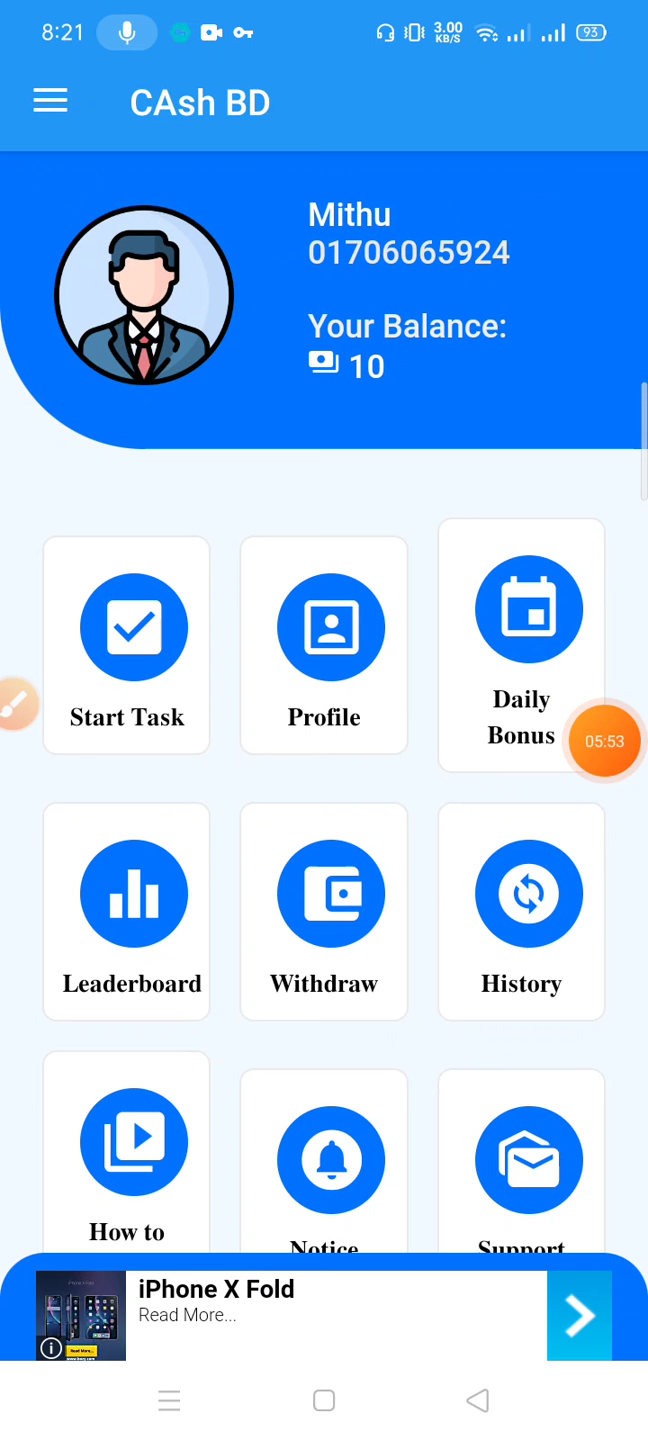 8:21
3.00
KB/S
93
CAsh BD
Mithu
01706065924
Your Balance:
10
Start Task
Profile
Daily
Bonus
05:53
Leaderboard
Withdraw
History
How to
Notice
Support
iPhone X Fold
Read More...